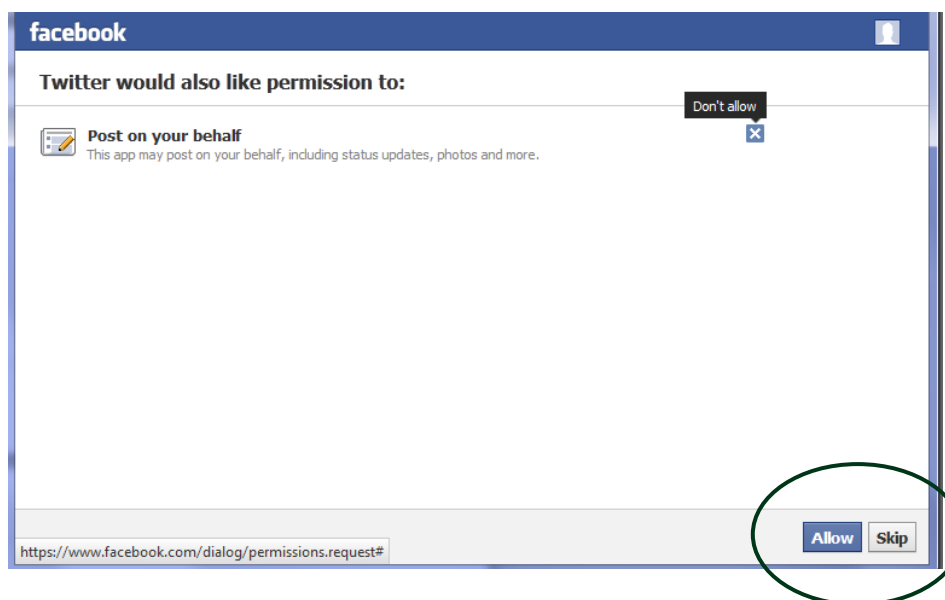 facebook
Twitter would also like permission to:
Don't allow
Post on your behalf
This app may post on your behalf, including status updates, photos and more.
Allow Skip
https://www.facebook.com/dialog/permissions.request#